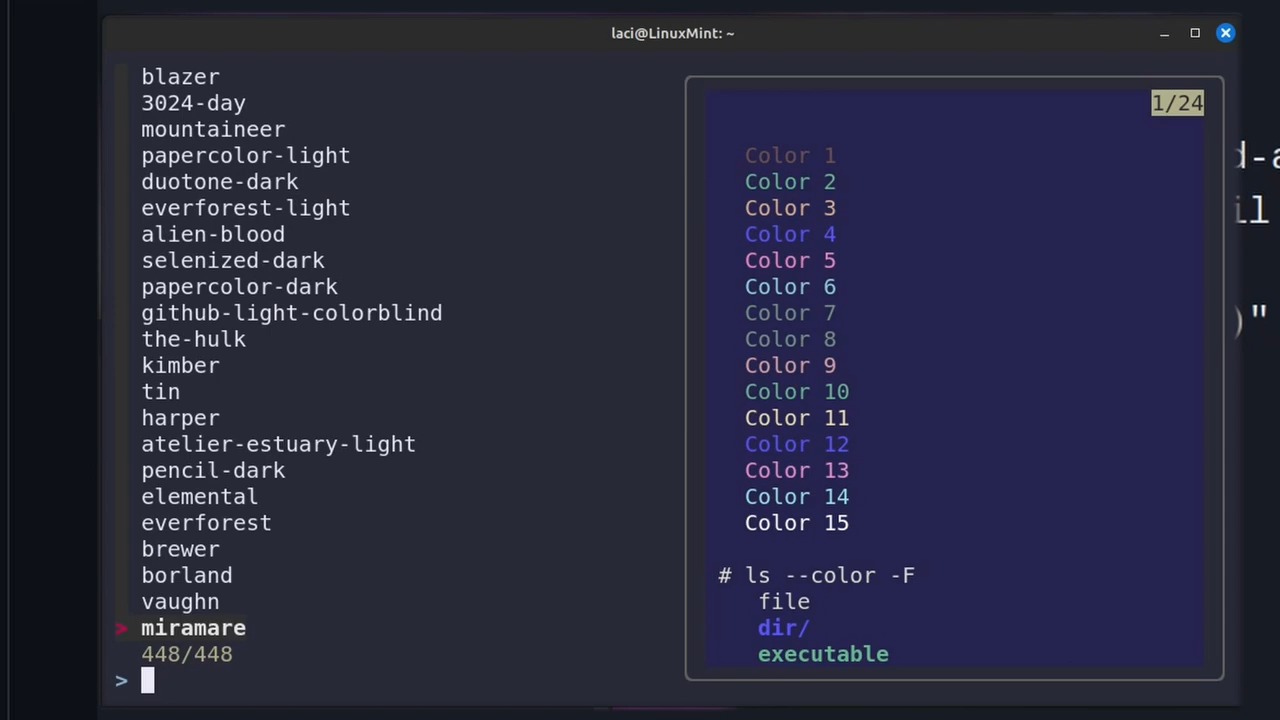 laci@LinuxMint: ~
blazer
3024-day
mountaineer
papercolor-light
duotone-dark
everforest-light
alien-blood
selenized-dark
papercolor-dark
github-light-colorblind
the-hulk
kimber
tin
harper
atelier-estuary-light
pencil-dark
elemental
everforest
brewer
borland
vaughn
> miramare
448/448
>
1/24
Color 1
Color 2
Color 3
Color 4
Color 5
Color 6
Color 7
Color 8
Color 9
Color 10
Color 11
Color 12
Color 13
Color 14
Color 15
# ls --color -F
file
dir/
executable
)"